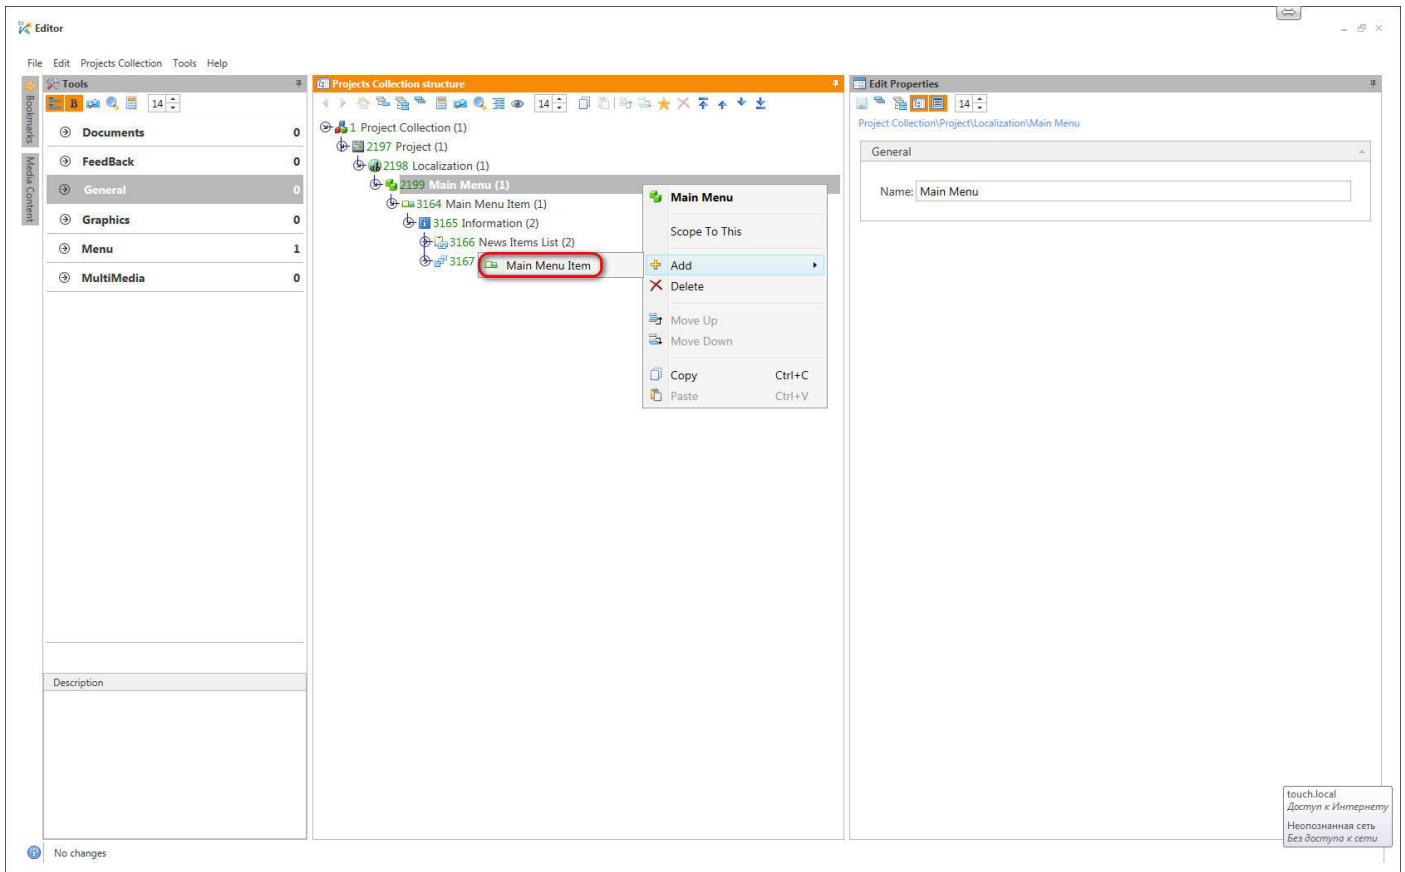 Editor
File Edit Projects Collection Tools Help
Bookmarks
Media Content
Tools
B 14
Documents 0
FeedBack 0
General 0
Graphics 0
Menu 1
MultiMedia 0
Description
Projects Collection structure
14
1 Project Collection (1)
2197 Project (1)
2198 Localization (1)
2199 Main Menu (1)
3164 Main Menu Item (1)
3165 Information (2)
3166 News Items List (2)
3167
Main Menu Item
Main Menu
Scope To This
Add
Delete
Move Up
Move Down
Copy Ctrl+C
Paste Ctrl+V
Edit Properties
14
Project Collection\Project\Localization\Main Menu
General
Name: Main Menu
touch.local
Доступ к Интернету
Неопознанная сеть
Без доступа к сети
No changes